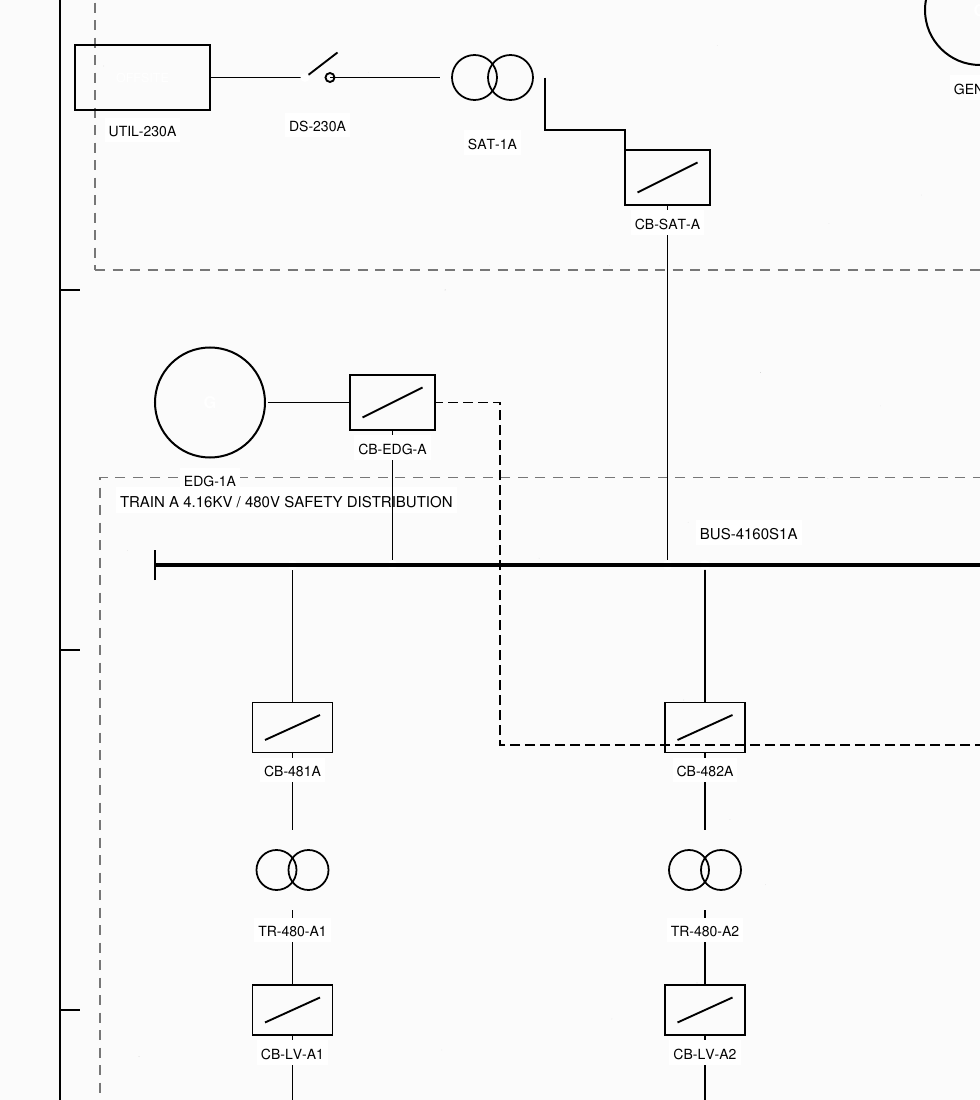 GEN
UTIL-230A
DS-230A
SAT-1A
CB-SAT-A
G
CB-EDG-A
EDG-1A
TRAIN A 4.16KV / 480V SAFETY DISTRIBUTION
BUS-4160S1A
CB-481A
CB-482A
TR-480-A1
TR-480-A2
CB-LV-A1
CB-LV-A2